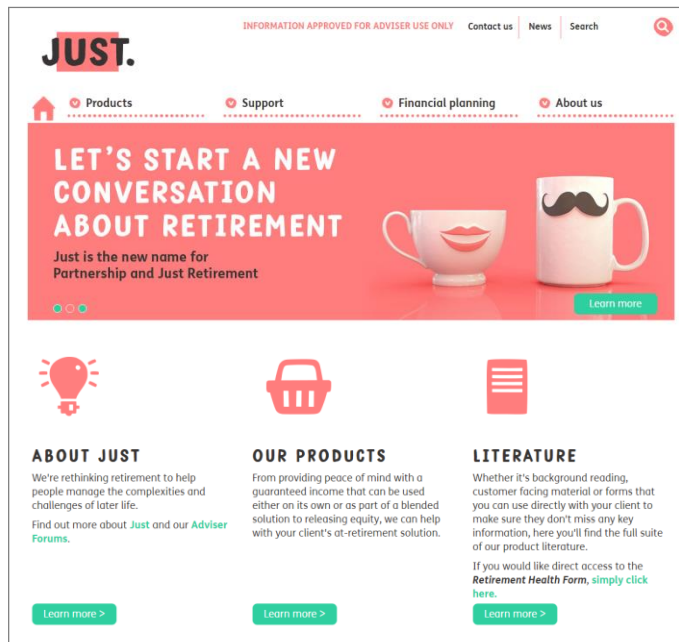 INFORMATION APPROVED FOR ADVISER USE ONLY
Contact us
News
Search
JUST.
Products
Support
Financial planning
About us
LET'S START A NEW
CONVERSATION
ABOUT RETIREMENT
Just is the new name for
Partnership and Just Retirement
Learn more
ABOUT JUST
We're rethinking retirement to help
people manage the complexities and
challenges of later life.
Find out more about Just and our Adviser
Forums.
Learn more >
OUR PRODUCTS
From providing peace of mind with a
guaranteed income that can be used
either on its own or as part of a blended
solution to releasing equity, we can help
with your client's at-retirement solution.
Learn more >
LITERATURE
Whether it's background reading,
customer facing material or forms that
you can use directly with your client to
make sure they don't miss any key
information, here you'll find the full suite
of our product literature.
If you would like direct access to the
Retirement Health Form, simply click
here.
Learn more >